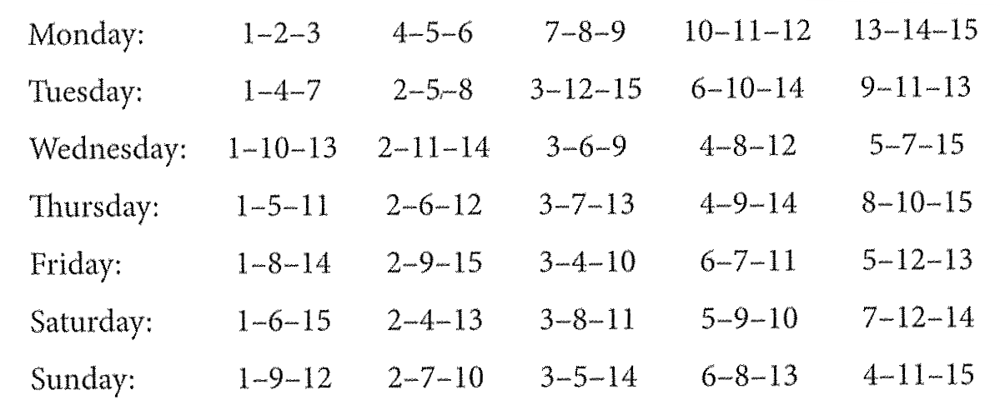 Monday: 1–2–3 4–5–6 7–8–9 10–11–12 13–14–15
Tuesday: 1–4–7 2–5–8 3–12–15 6–10–14 9–11–13
Wednesday: 1–10–13 2–11–14 3–6–9 4–8–12 5–7–15
Thursday: 1–5–11 2–6–12 3–7–13 4–9–14 8–10–15
Friday: 1–8–14 2–9–15 3–4–10 6–7–11 5–12–13
Saturday: 1–6–15 2–4–13 3–8–11 5–9–10 7–12–14
Sunday: 1–9–12 2–7–10 3–5–14 6–8–13 4–11–15